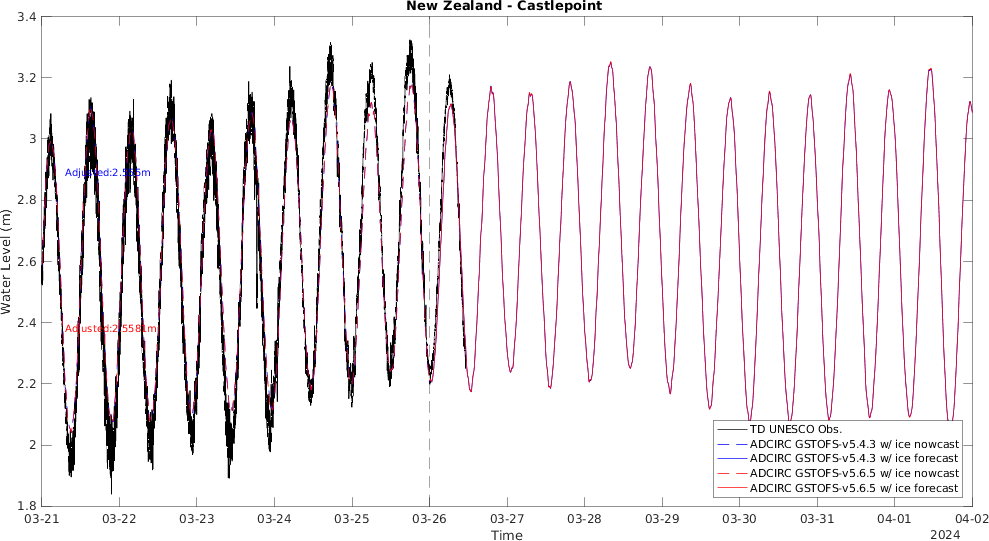 New Zealand - Castlepoint
3.4
3.2
3
2.8
2.6
2.4
2.2
2
1.8
Water Level (m)
Adjusted:2.5581m
03-21
03-22
03-23
03-24
03-25
03-26
03-27
03-28
03-29
03-30
03-31
04-01
04-02
Time
2024
TD UNESCO Obs.
ADCIRC GSTOFS-v5.4.3 w/ ice nowcast
ADCIRC GSTOFS-v5.4.3 w/ ice forecast
ADCIRC GSTOFS-v5.6.5 w/ ice nowcast
ADCIRC GSTOFS-v5.6.5 w/ ice forecast